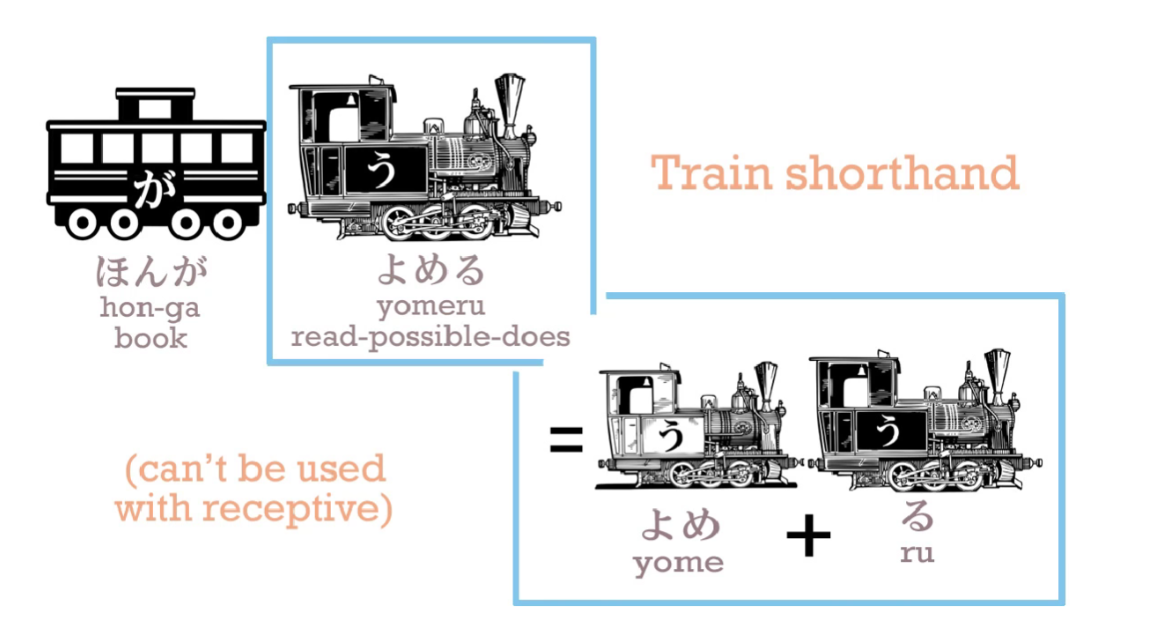 が
う
Train shorthand
ほんが
hon-ga
book
よめる
yomeru
read-possible-does
=
う
う
(can't be used
with receptive)
よめ
yome
+
る
ru